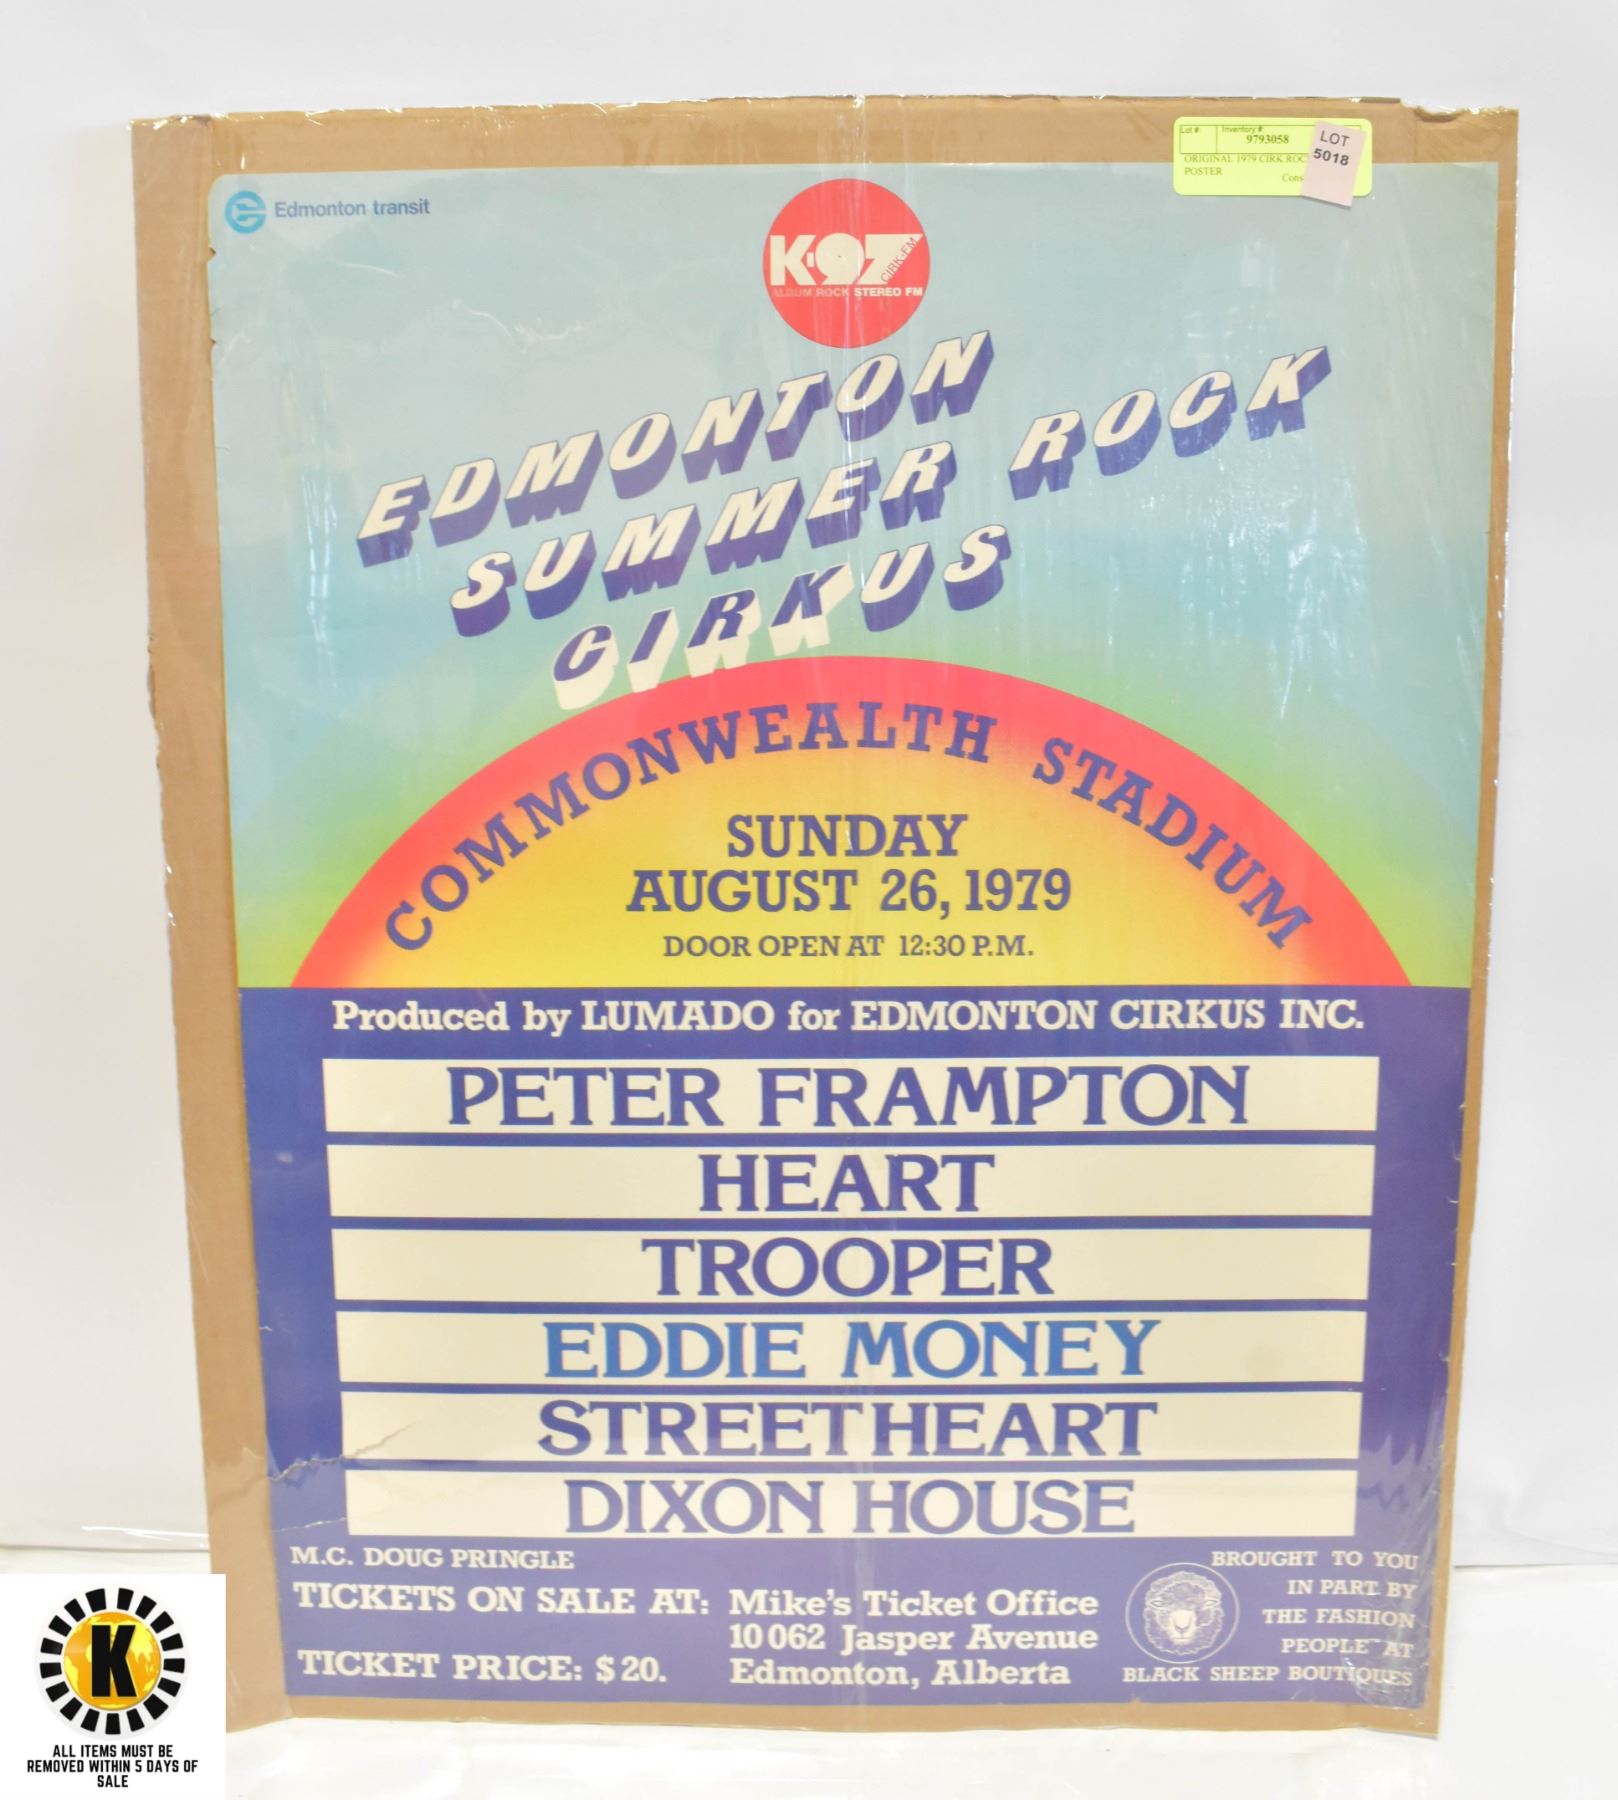 Lot #: Inventory #
9793058
LOT
5018
ORIGINAL 1979 CIRK
POSTER
Edmonton transit
K-97
CIRK-FM
ALBUM ROCK STEREO FM
EDMONTON
SUMMER ROCK
CIRKUS
COMMONWEALTH STADIUM
SUNDAY
AUGUST 26, 1979
DOOR OPEN AT 12:30 P.M.
Produced by LUMADO for EDMONTON CIRKUS INC.
PETER FRAMPTON
HEART
TROOPER
EDDIE MONEY
STREETHEART
DIXON HOUSE
M.C. DOUG PRINGLE
TICKETS ON SALE AT: Mike's Ticket Office
10 062 Jasper Avenue
TICKET PRICE: $20. Edmonton, Alberta
BROUGHT TO YOU
IN PART BY
THE FASHION
PEOPLE AT
BLACK SHEEP BOUTIQUES
K
ALL ITEMS MUST BE
REMOVED WITHIN 5 DAYS OF
SALE